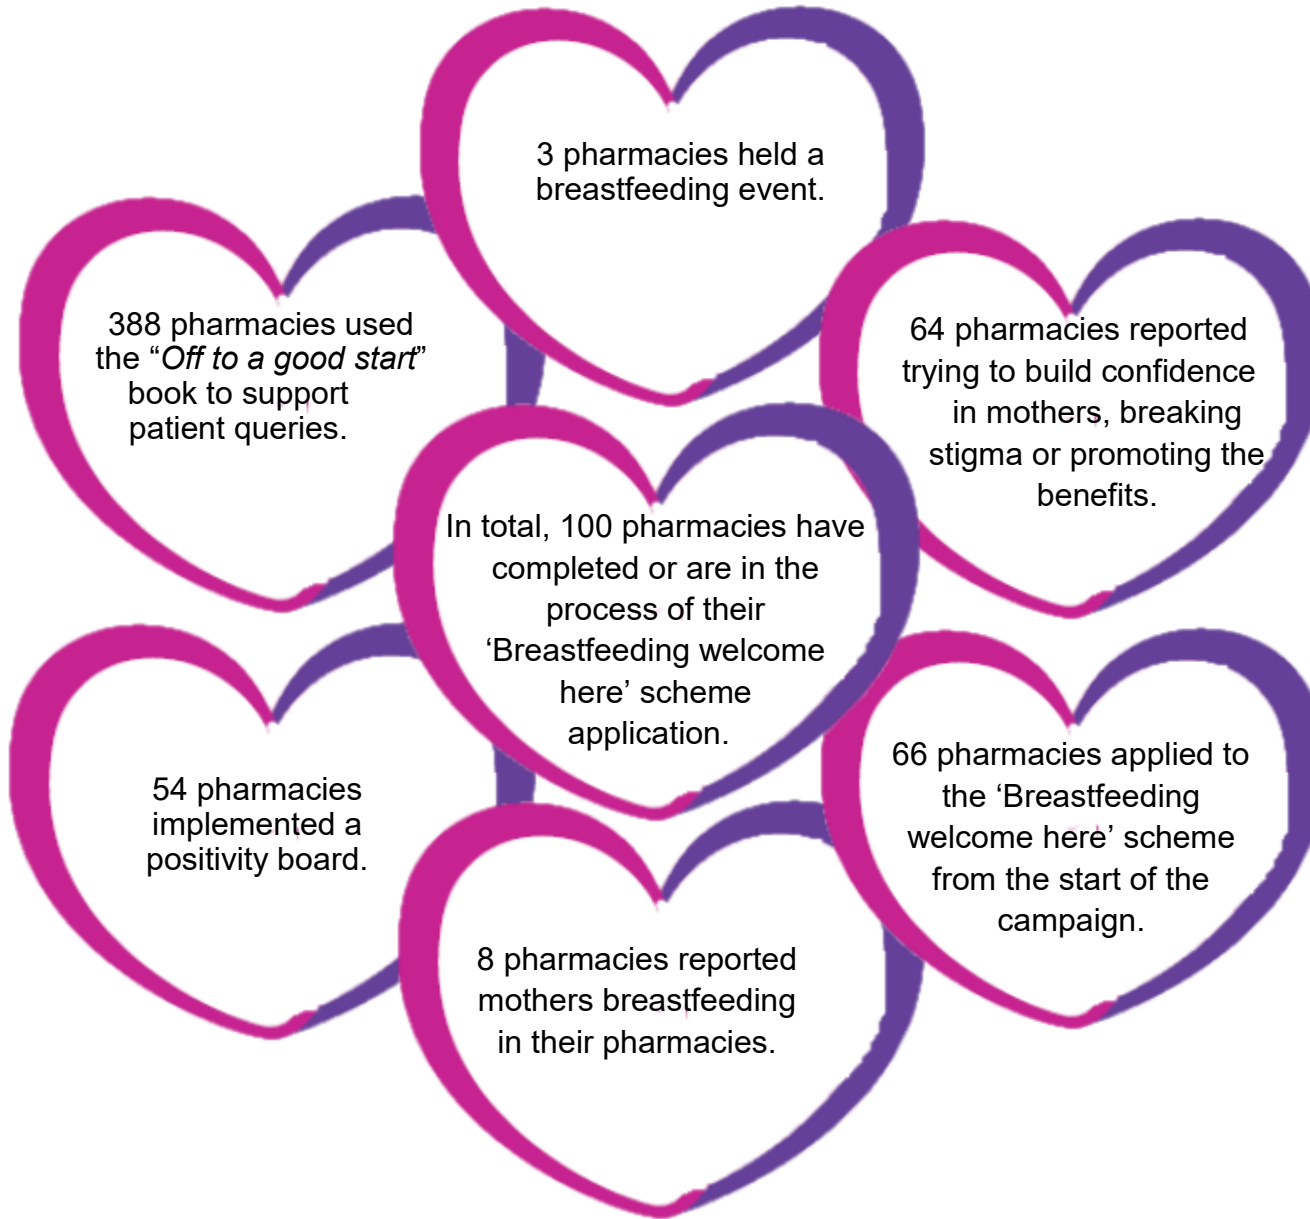 3 pharmacies held a
breastfeeding event.
388 pharmacies used
the “Off to a good start”
book to support
patient queries.
64 pharmacies reported
trying to build confidence
in mothers, breaking
stigma or promoting the
benefits.
In total, 100 pharmacies have
completed or are in the
process of their
‘Breastfeeding welcome
here’ scheme
application.
54 pharmacies
implemented a
positivity board.
66 pharmacies applied to
the ‘Breastfeeding
welcome here’ scheme
from the start of the
campaign.
8 pharmacies reported
mothers breastfeeding
in their pharmacies.